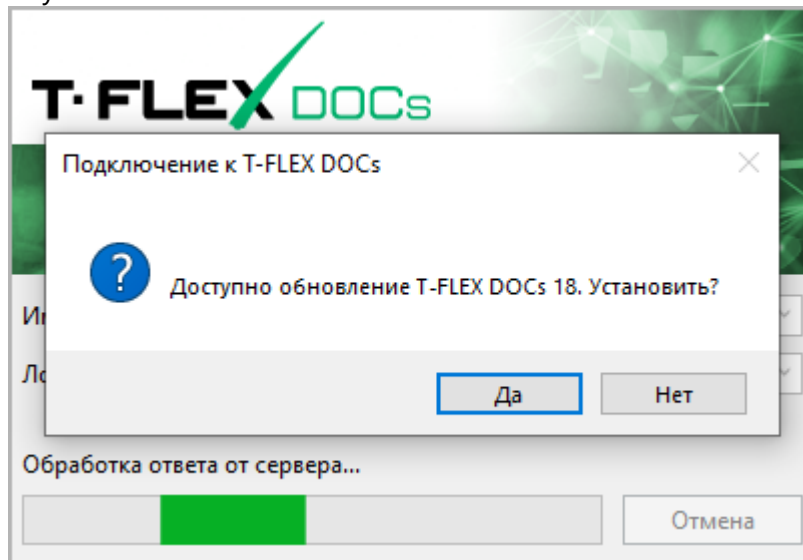 T-FLEX DOCs
Подключение к T-FLEX DOCs
Доступно обновление T-FLEX DOCs 18. Установить?
Да Нет
Обработка ответа от сервера...
Отмена